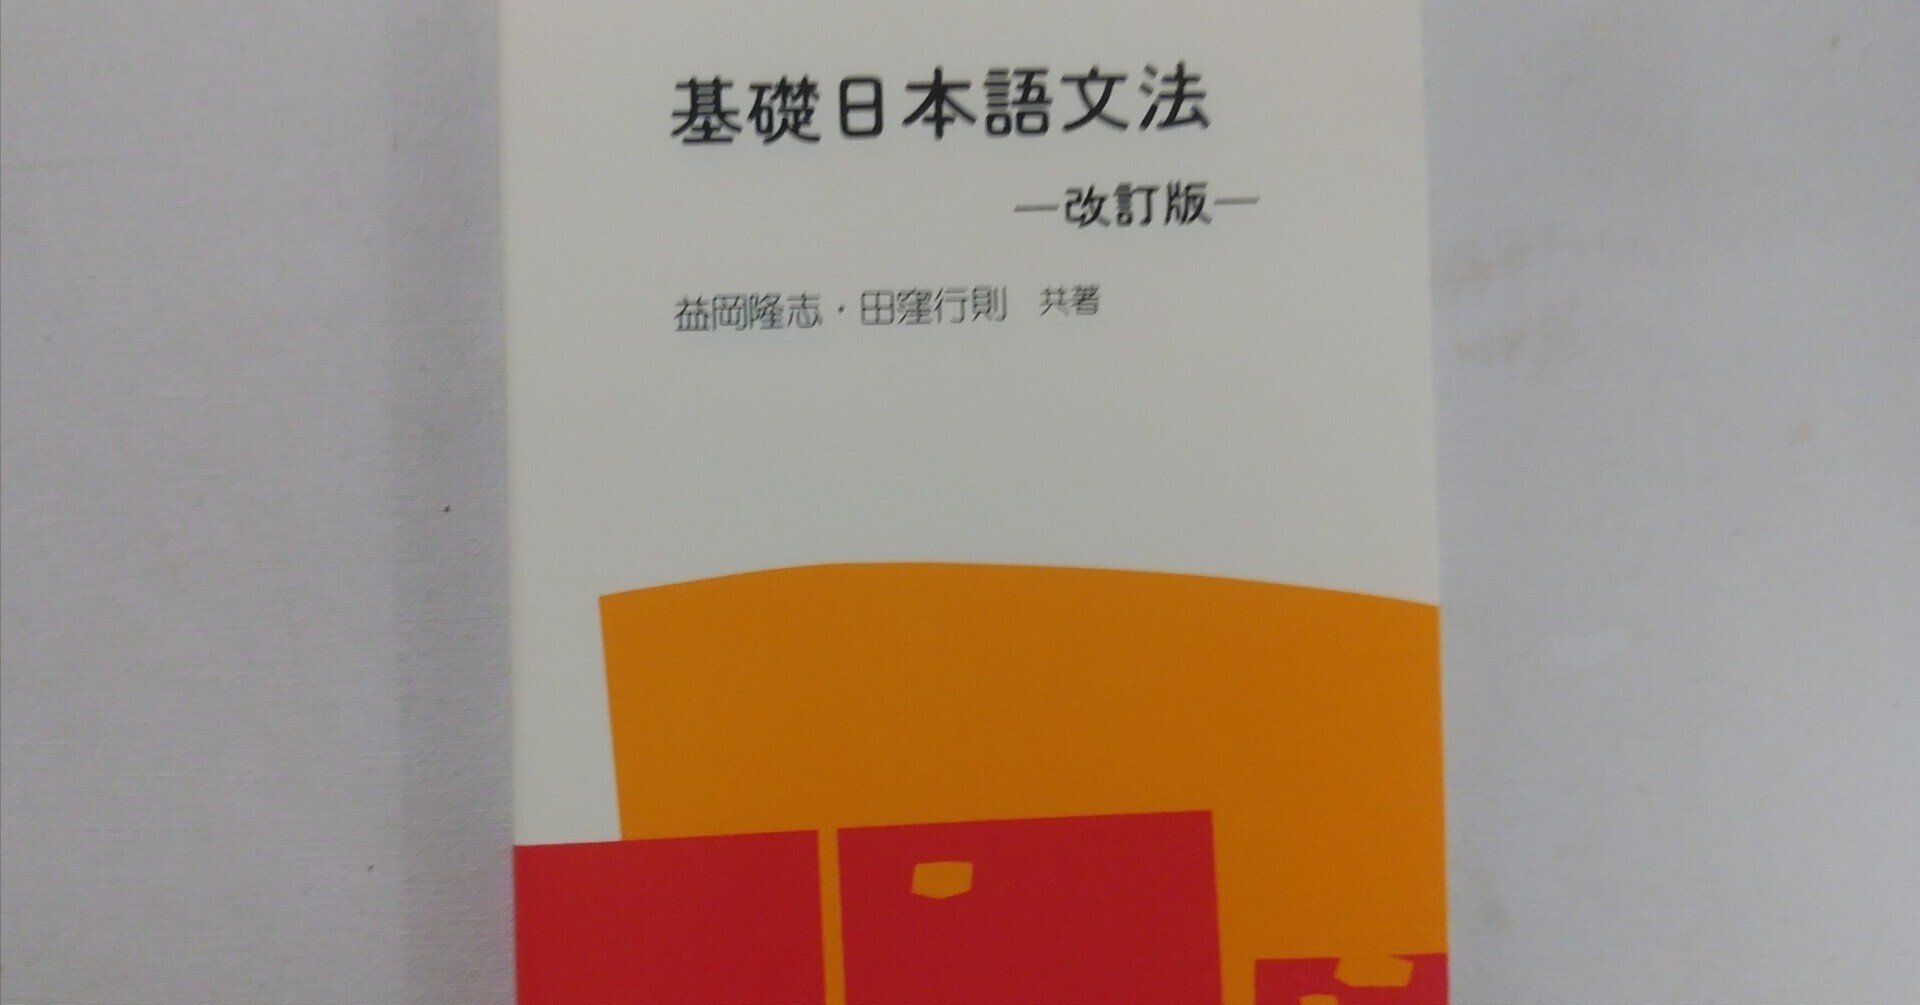 基礎日本語文法
―改訂版―
益岡隆志・田窪行則 共著